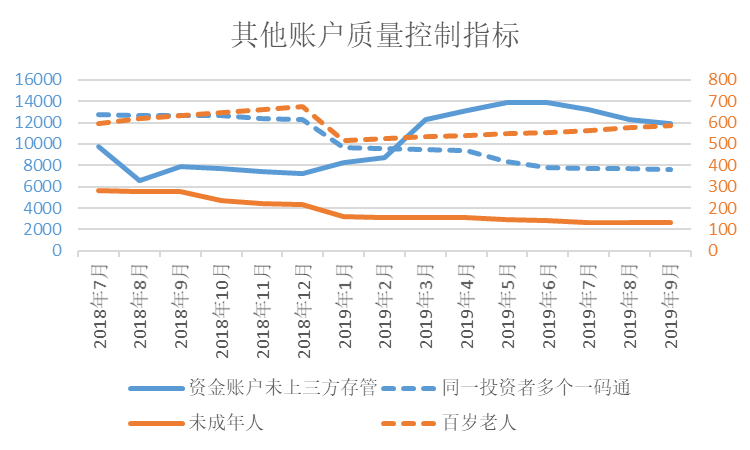 其他账户质量控制指标
16000 800
14000 700
12000 600
10000 500
8000 400
6000 300
4000 200
2000 100
0 0
2018年7月
2018年8月
2018年9月
2018年10月
2018年11月
2018年12月
2019年1月
2019年2月
2019年3月
2019年4月
2019年5月
2019年6月
2019年7月
2019年8月
2019年9月
资金账户未上三方存管 同一投资者多个一码通
未成年人 百岁老人